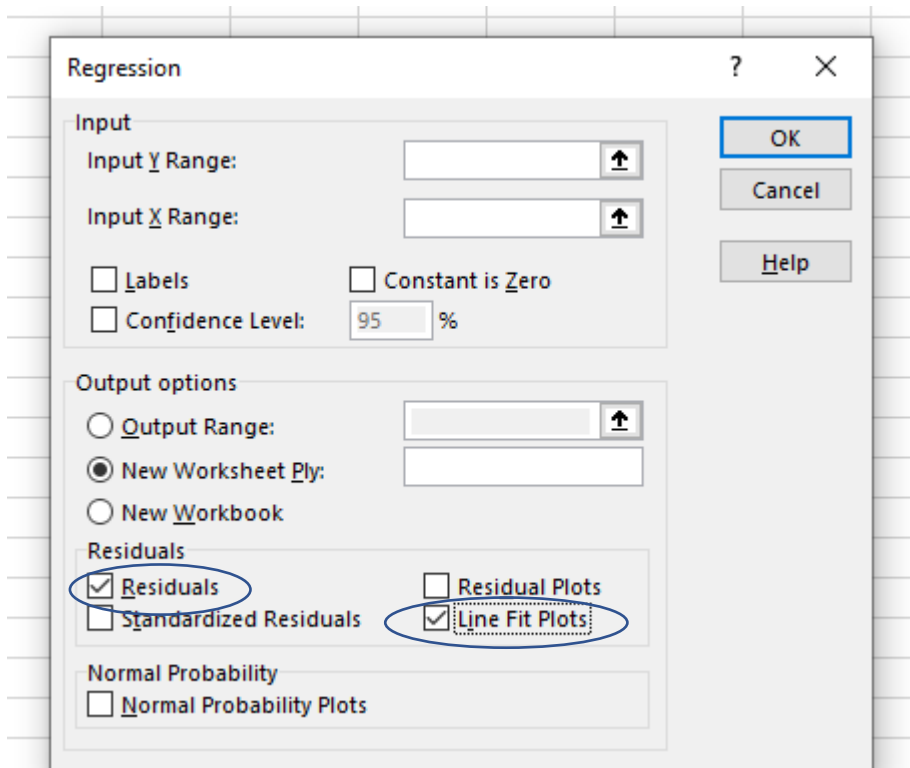 Regression ? X
Input
Input Y Range:
Input X Range:
Labels
Constant is Zero
Confidence Level: 95 %
OK
Cancel
Help
Output options
Output Range:
New Worksheet Ply:
New Workbook
Residuals
Residuals
Residual Plots
Standardized Residuals
Line Fit Plots
Normal Probability
Normal Probability Plots